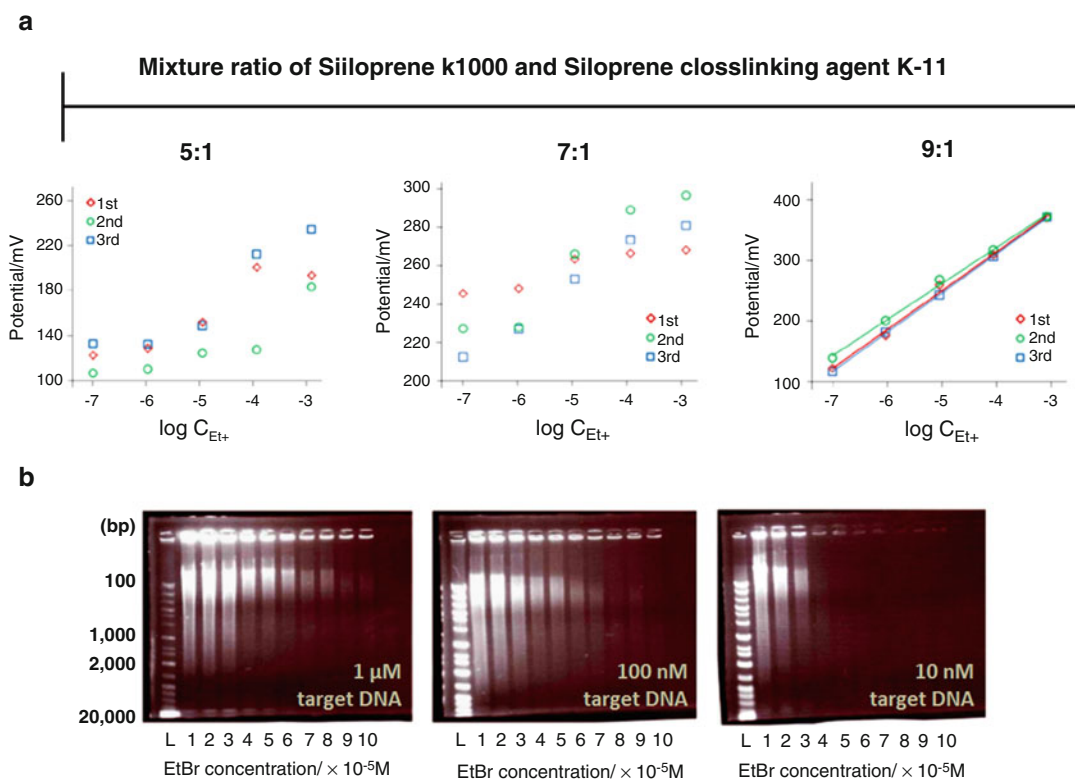 a
Mixture ratio of Siiloprene k1000 and Siloprene closslinking agent K-11
5:1
7:1
9:1
Potential/mV
260
220
180
140
100
1st
2nd
3rd
-7 -6 -5 -4 -3
log C_Et+
Potential/mV
300
280
260
240
220
200
1st
2nd
3rd
-7 -6 -5 -4 -3
log C_Et+
Potential/mV
400
300
200
100
1st
2nd
3rd
-7 -6 -5 -4 -3
log C_Et+
b
(bp)
100
1,000
2,000
20,000
1 µM
target DNA
100 nM
target DNA
10 nM
target DNA
L 1 2 3 4 5 6 7 8 9 10
EtBr concentration/ × 10⁻⁵M
L 1 2 3 4 5 6 7 8 9 10
EtBr concentration/ × 10⁻⁵M
L 1 2 3 4 5 6 7 8 9 10
EtBr concentration/ × 10⁻⁵M